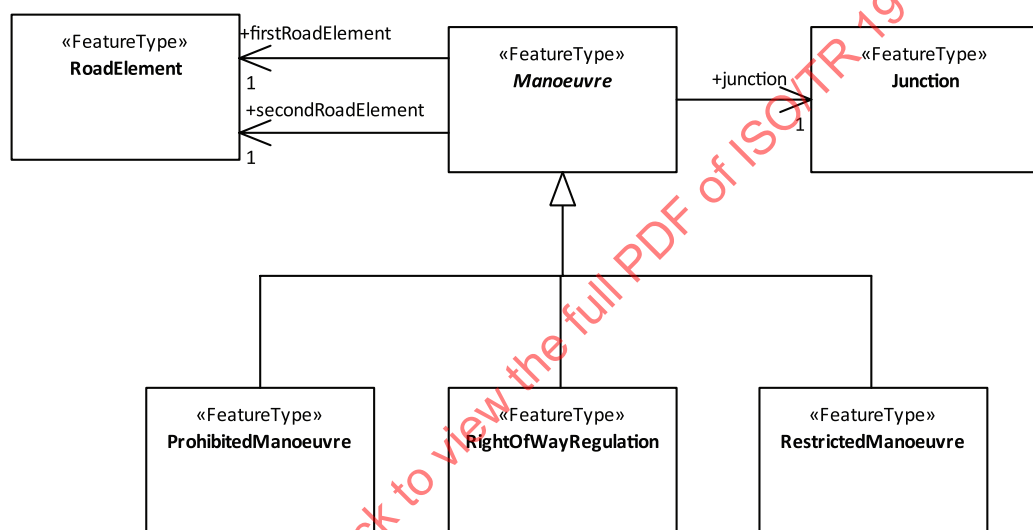 +firstRoadElement
«FeatureType»
RoadElement
1
+secondRoadElement
1
«FeatureType»
Manoeuvre
+junction
1
«FeatureType»
Junction
«FeatureType»
ProhibitedManoeuvre
«FeatureType»
RightOfWayRegulation
«FeatureType»
RestrictedManoeuvre
to view the full PDF of ISO/TR 19